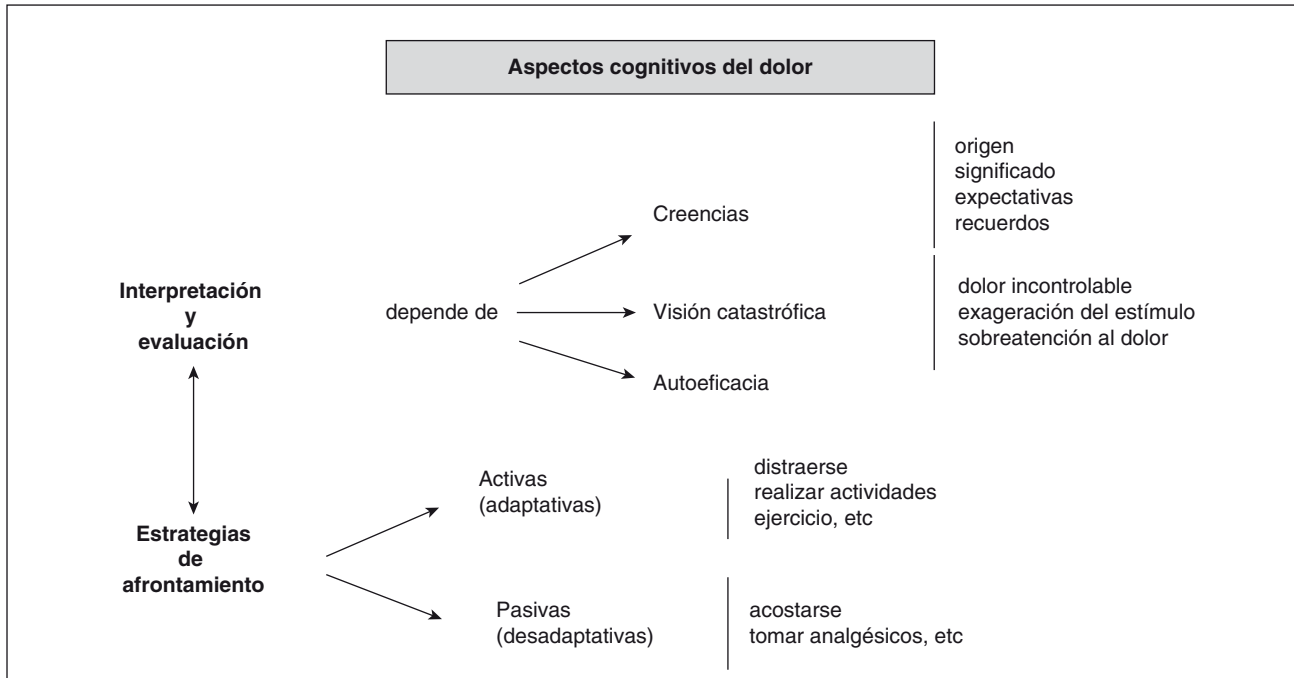 Aspectos cognitivos del dolor
origen
significado
expectativas
recuerdos
Creencias
Interpretación
y
evaluación
depende de
Visión catastrófica
dolor incontrolable
exageración del estímulo
sobreatención al dolor
Autoeficacia
Activas
(adaptativas)
distraerse
realizar actividades
ejercicio, etc
Estrategias
de
afrontamiento
Pasivas
(desadaptativas)
acostarse
tomar analgésicos, etc